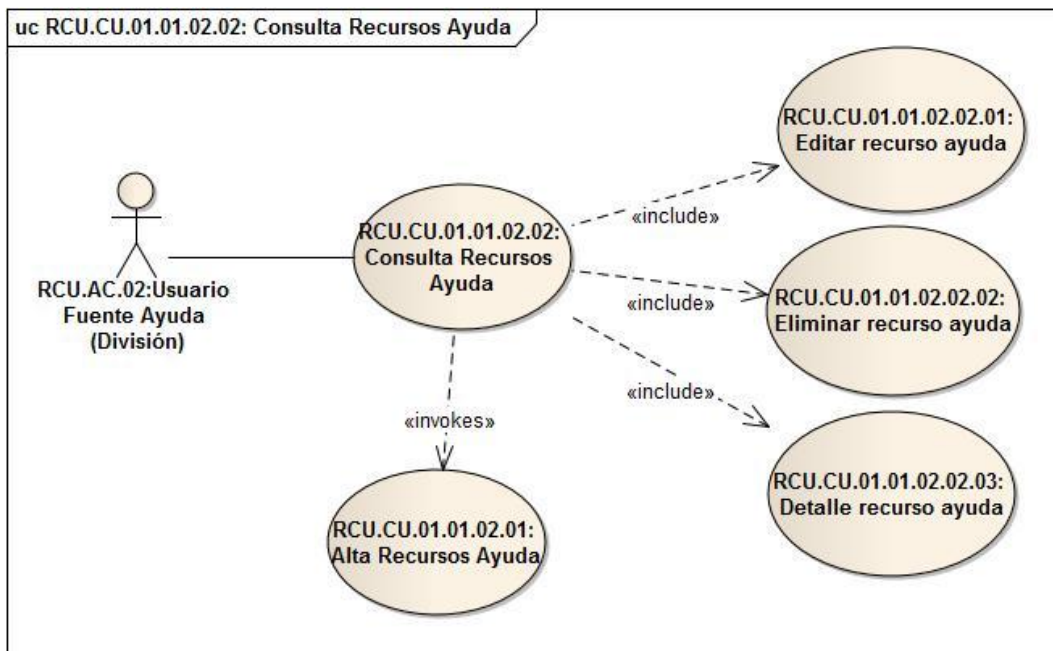 uc RCU.CU.01.01.02.02: Consulta Recursos Ayuda
RCU.CU.01.01.02.02.01:
Editar recurso ayuda
«include»
RCU.AC.02:Usuario
Fuente Ayuda
(División)
RCU.CU.01.01.02.02:
Consulta Recursos
Ayuda
«include»
RCU.CU.01.01.02.02.02:
Eliminar recurso ayuda
«include»
«invokes»
RCU.CU.01.01.02.02.03:
Detalle recurso ayuda
RCU.CU.01.01.02.01:
Alta Recursos Ayuda